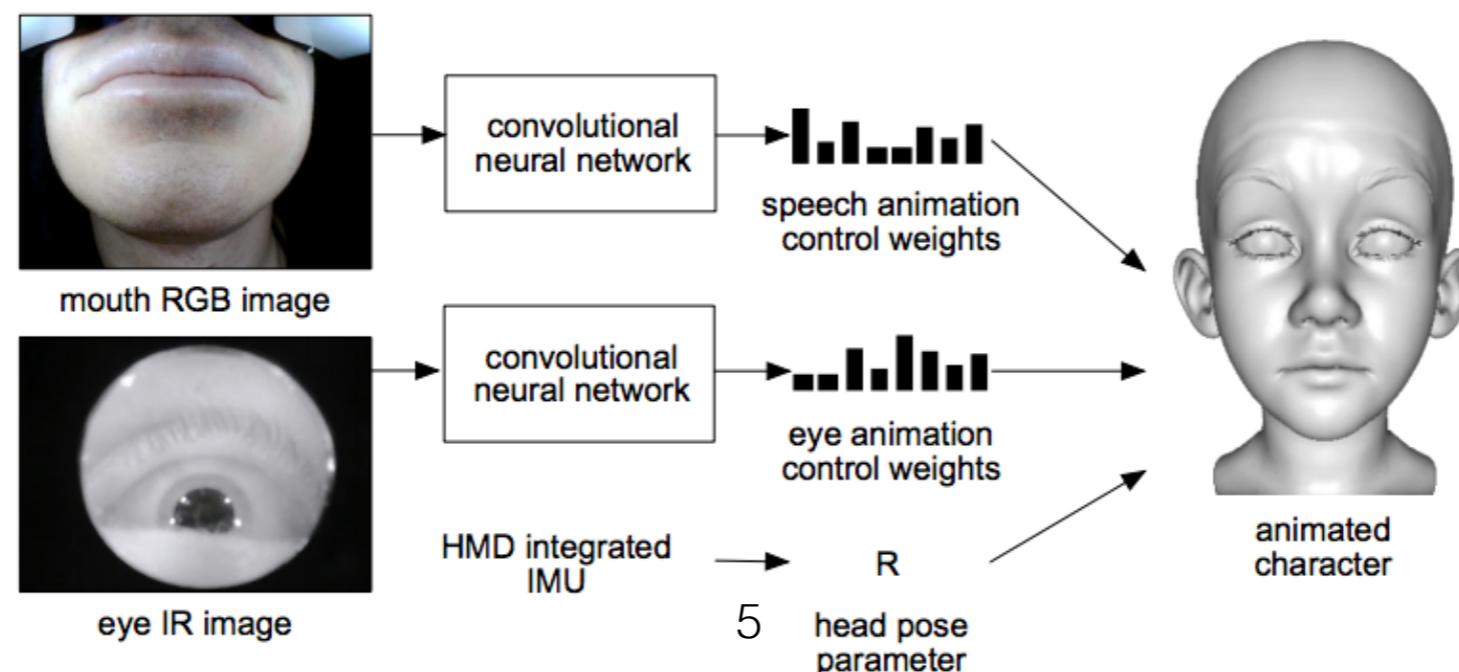 convolutional
neural network
speech animation
control weights
mouth RGB image
convolutional
neural network
eye animation
control weights
HMD integrated
IMU
R
animated
character
eye IR image
5
head pose
parameter